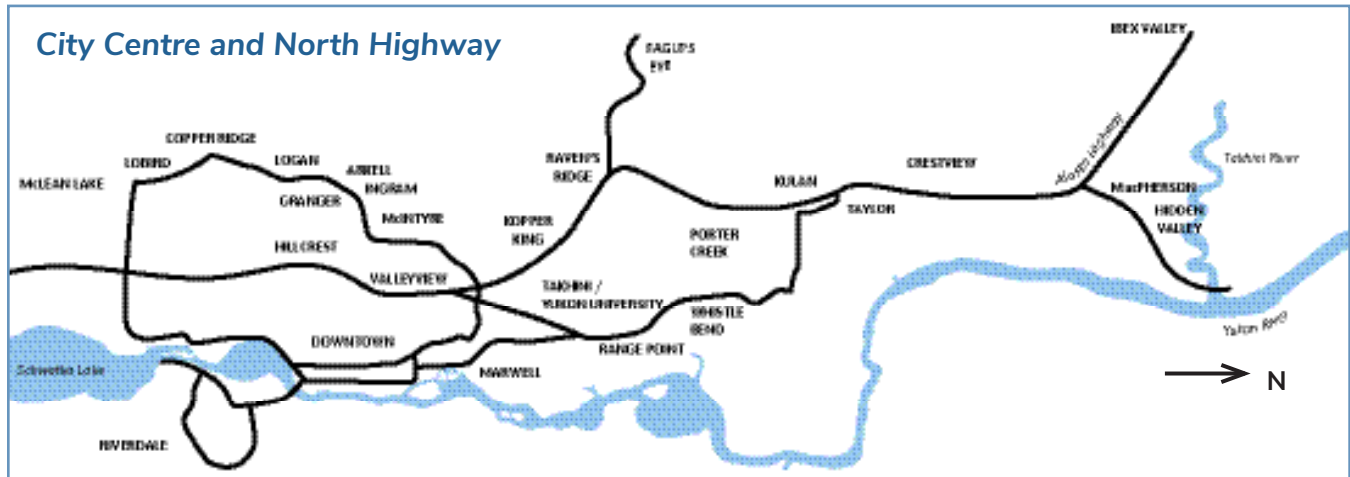 City Centre and North Highway
IBEX VALLEY
COPPER RIDGE
LOBIRD
LOGAN
McLEAN LAKE
ARKELL
INGRAM
GRANGER
McINTYRE
HILLCREST
VALLEYVIEW
KOPPER
KING
RAVEN'S
RIDGE
KULAN
CRESTVIEW
Alaska Highway
Takhini River
MacPHERSON
HIDDEN
VALLEY
TAYLOR
PORTER
CREEK
TAKHINI /
YUKON UNIVERSITY
WHISTLE
BEND
RANGE POINT
DOWNTOWN
MARWELL
Schwatka Lake
RIVERDALE
Yukon River
N